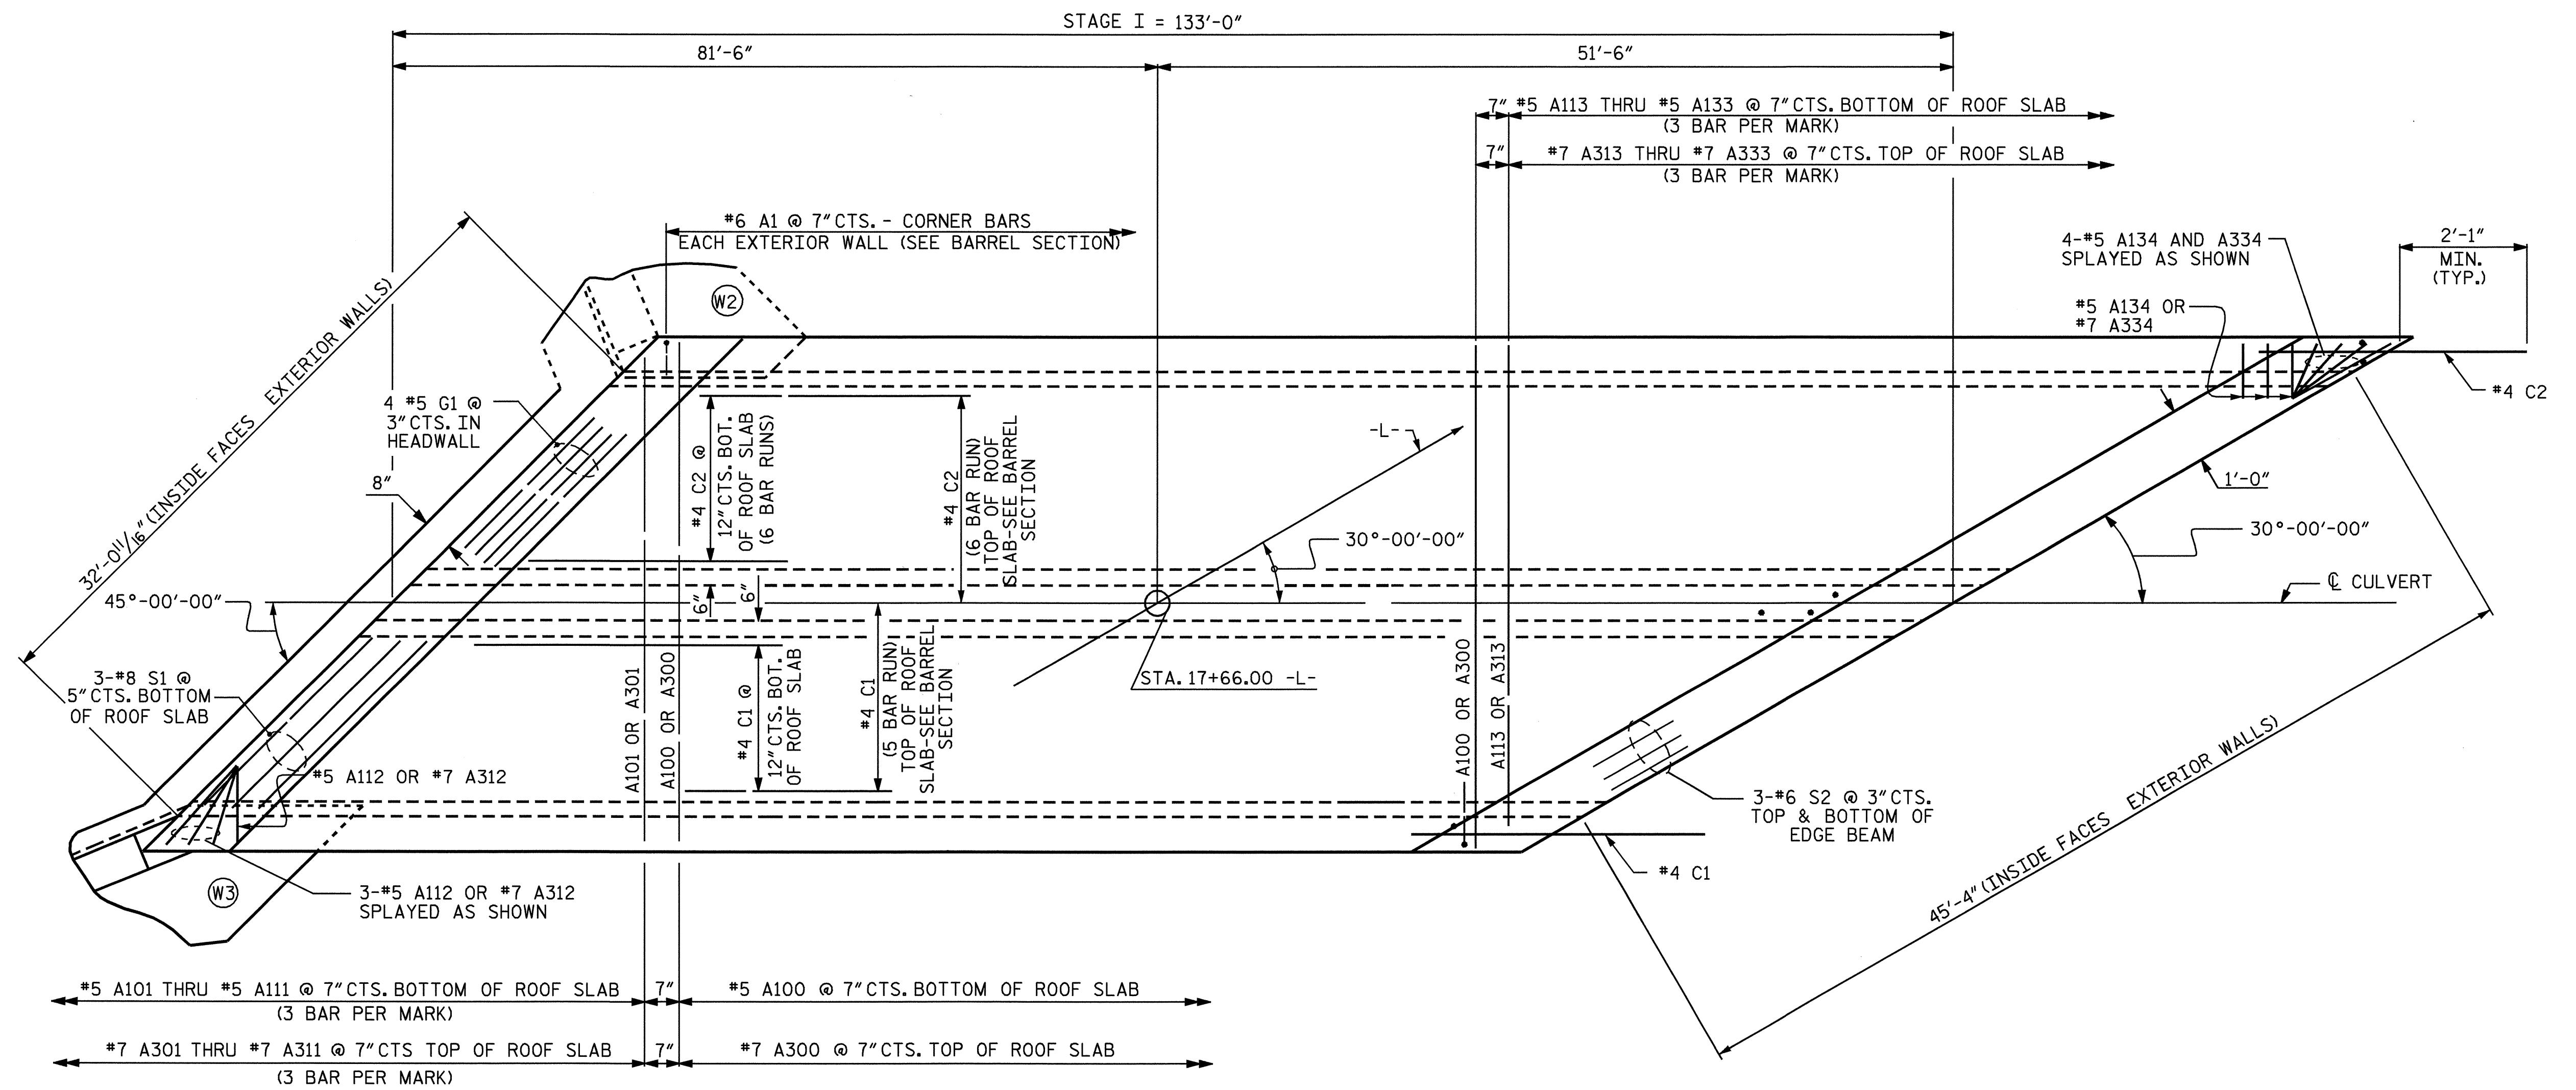 STAGE I = 133'-0"
81'-6"
51'-6"
7"
#5 A113 THRU #5 A133 @ 7"CTS. BOTTOM OF ROOF SLAB
(3 BAR PER MARK)
7"
#7 A313 THRU #7 A333 @ 7"CTS. TOP OF ROOF SLAB
(3 BAR PER MARK)
#6 A1 @ 7"CTS. - CORNER BARS
EACH EXTERIOR WALL (SEE BARREL SECTION)
4-#5 A134 AND A334
SPLAYED AS SHOWN
2'-1"
MIN.
(TYP.)
#5 A134 OR
#7 A334
W2
#4 C2
32'-0 11/16" (INSIDE FACES EXTERIOR WALLS)
4 #5 G1 @
3"CTS. IN
HEADWALL
8"
#4 C2 @
12"CTS. BOT.
OF ROOF SLAB
(6 BAR RUNS)
#4 C2
(6 BAR RUN)
TOP OF ROOF
SLAB-SEE BARREL
SECTION
-L-
30°-00'-00"
1'-0"
30°-00'-00"
℄ CULVERT
45°-00'-00"
6"
6"
STA. 17+66.00 -L-
3-#8 S1 @
5"CTS. BOTTOM
OF ROOF SLAB
A101 OR A301
A100 OR A300
#4 C1 @
12"CTS. BOT.
OF ROOF SLAB
#4 C1
(5 BAR RUN)
TOP OF ROOF
SLAB-SEE BARREL
SECTION
A100 OR A300
A113 OR A313
#5 A112 OR #7 A312
3-#6 S2 @ 3"CTS.
TOP & BOTTOM OF
EDGE BEAM
#4 C1
45'-4" (INSIDE FACES EXTERIOR WALLS)
W3
3-#5 A112 OR #7 A312
SPLAYED AS SHOWN
#5 A101 THRU #5 A111 @ 7"CTS. BOTTOM OF ROOF SLAB
(3 BAR PER MARK)
7"
#5 A100 @ 7"CTS. BOTTOM OF ROOF SLAB
#7 A301 THRU #7 A311 @ 7"CTS TOP OF ROOF SLAB
(3 BAR PER MARK)
7"
#7 A300 @ 7"CTS. TOP OF ROOF SLAB